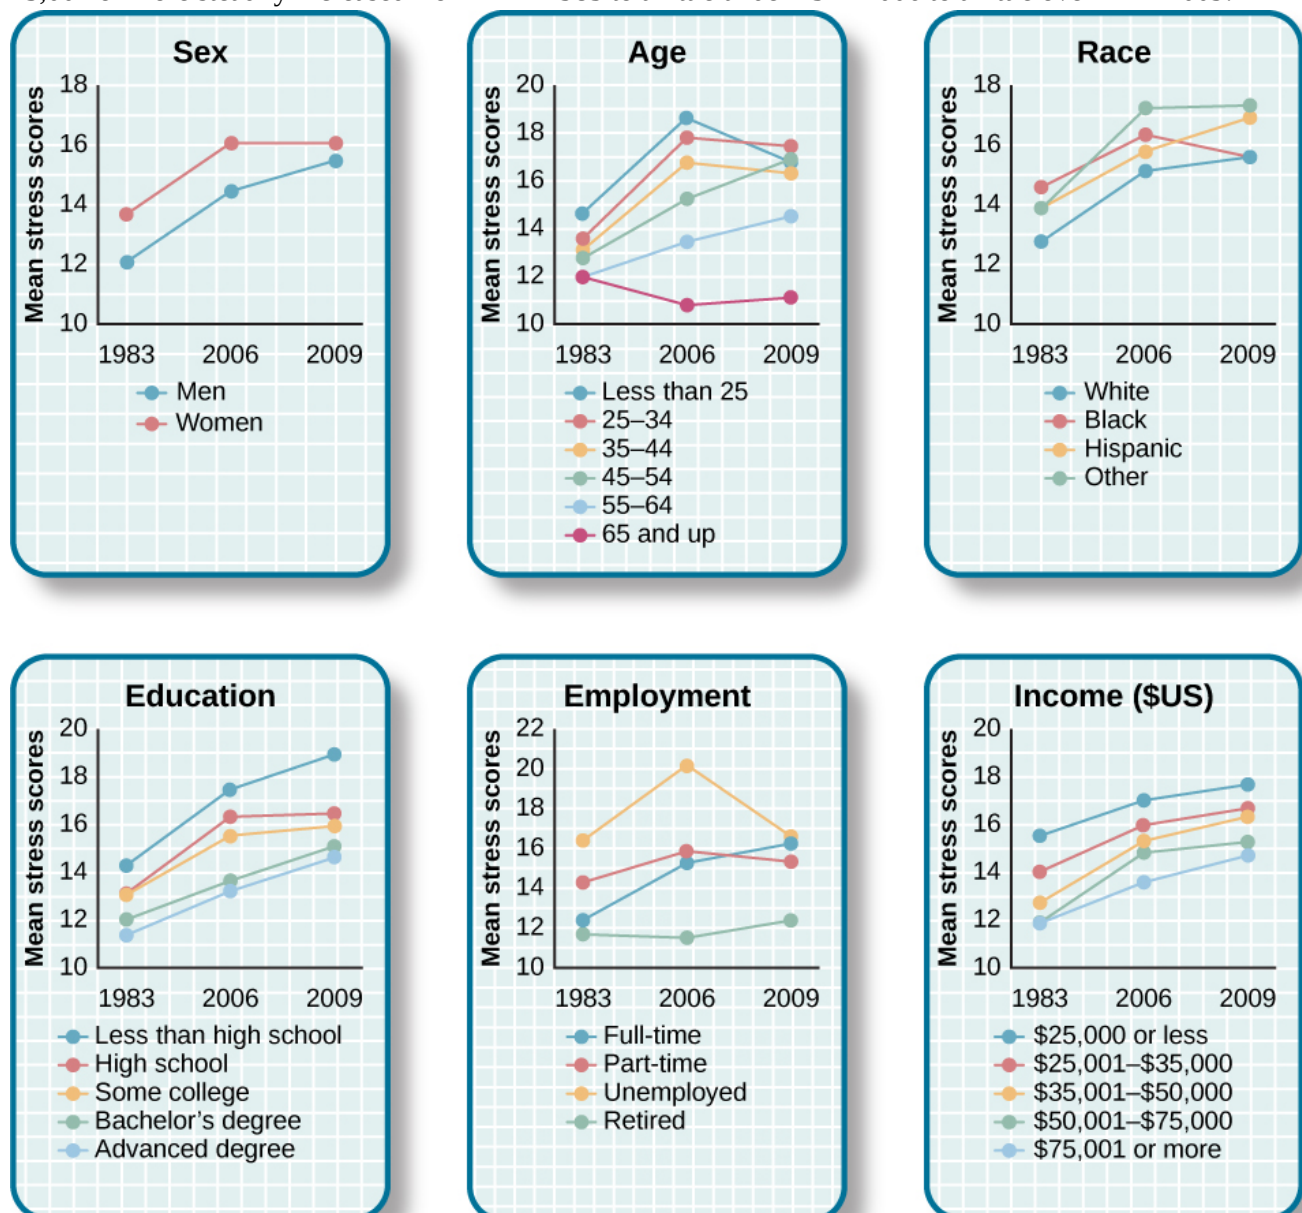 Sex
Mean stress scores
18
16
14
12
10
1983 2006 2009
Men
Women
Age
Mean stress scores
20
18
16
14
12
10
1983 2006 2009
Less than 25
25–34
35–44
45–54
55–64
65 and up
Race
Mean stress scores
18
16
14
12
10
1983 2006 2009
White
Black
Hispanic
Other
Education
Mean stress scores
20
18
16
14
12
10
1983 2006 2009
Less than high school
High school
Some college
Bachelor’s degree
Advanced degree
Employment
Mean stress scores
22
20
18
16
14
12
10
1983 2006 2009
Full-time
Part-time
Unemployed
Retired
Income ($US)
Mean stress scores
20
18
16
14
12
10
1983 2006 2009
$25,000 or less
$25,001–$35,000
$35,001–$50,000
$50,001–$75,000
$75,001 or more